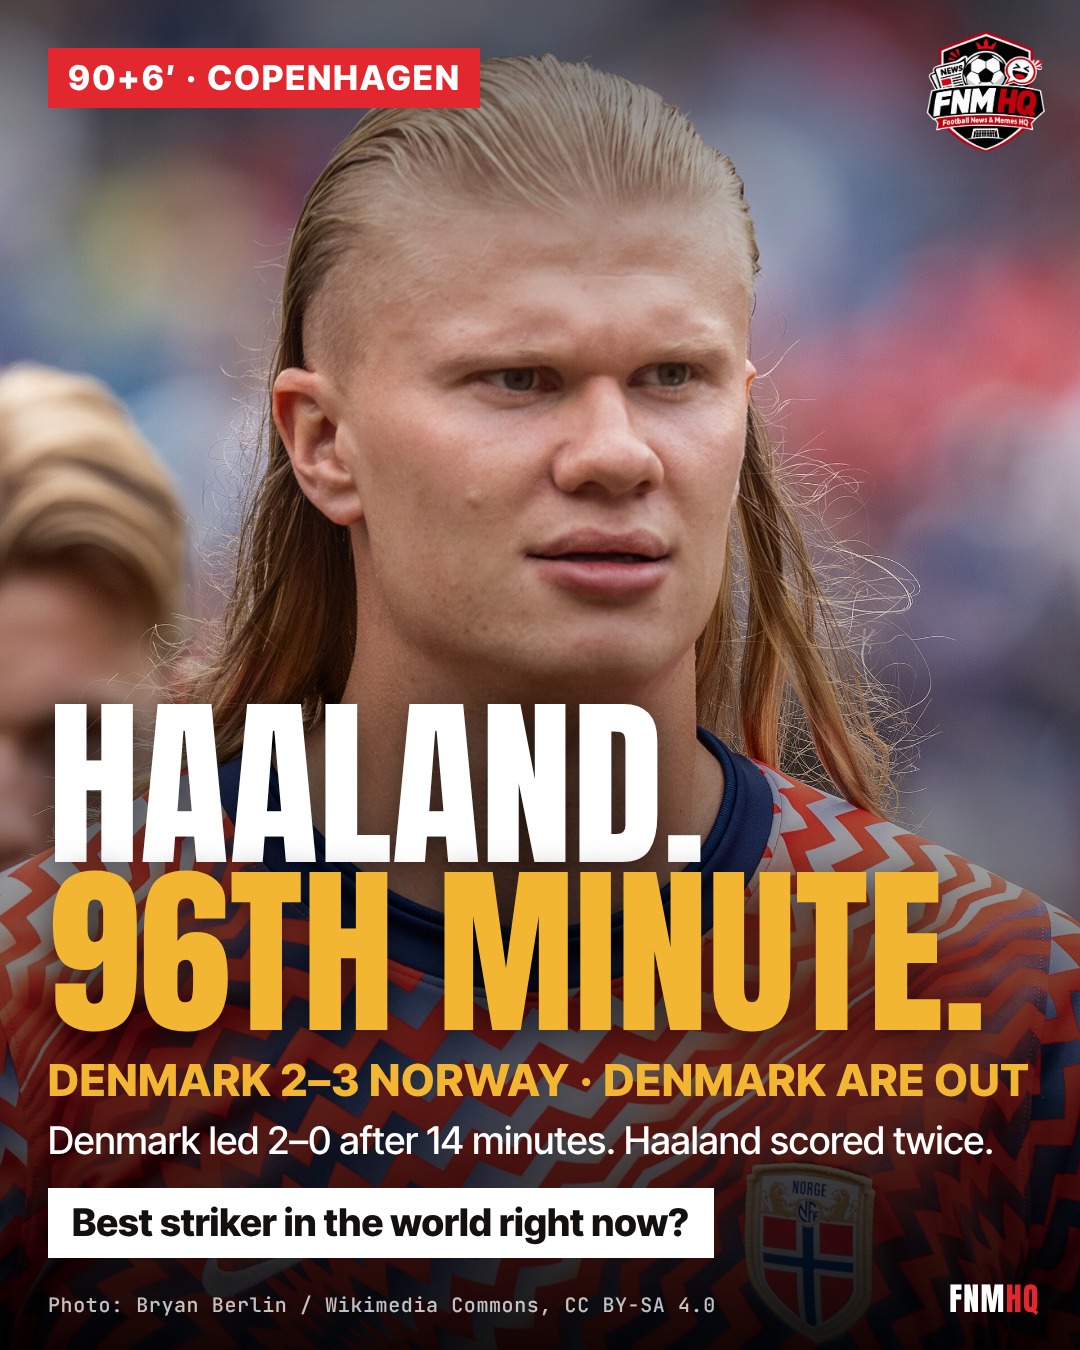 90+6′ · COPENHAGEN
NEWS
FNM HQ
Football News & Memes HQ
HAALAND.
96TH MINUTE.
DENMARK 2–3 NORWAY · DENMARK ARE OUT
Denmark led 2–0 after 14 minutes. Haaland scored twice.
NORGE
NFF
Best striker in the world right now?
Photo: Bryan Berlin / Wikimedia Commons, CC BY-SA 4.0
FNMHQ